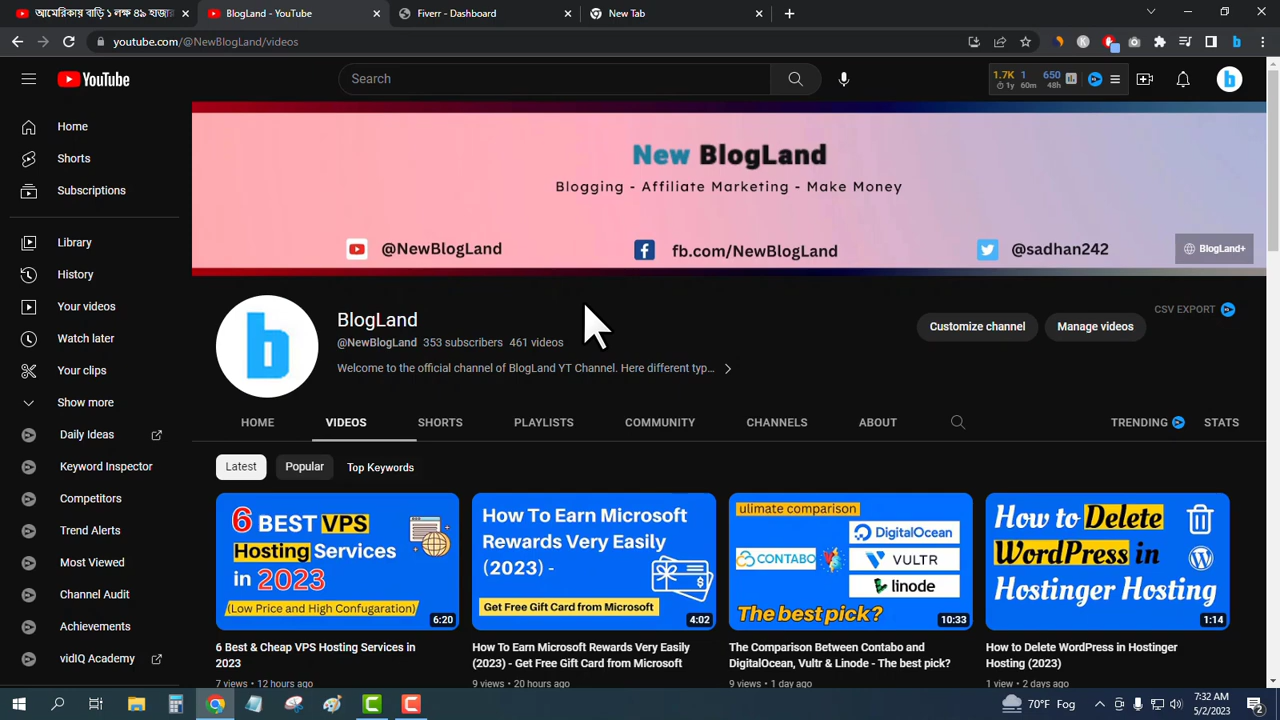 আমেরিকায় বাড়ি ১ লক্ষ ৪৯ হাজার
BlogLand - YouTube
Fiverr - Dashboard
New Tab
youtube.com/@NewBlogLand/videos
YouTube
Search
1.7K 1 650
1y 60m 48h
b
Home
Shorts
Subscriptions
Library
History
Your videos
Watch later
Your clips
Show more
Daily Ideas
Keyword Inspector
Competitors
Trend Alerts
Most Viewed
Channel Audit
Achievements
vidIQ Academy
New BlogLand
Blogging - Affiliate Marketing - Make Money
@NewBlogLand
fb.com/NewBlogLand
@sadhan242
BlogLand+
b
BlogLand
@NewBlogLand 353 subscribers 461 videos
Welcome to the official channel of BlogLand YT Channel. Here different typ...
CSV EXPORT
Customize channel
Manage videos
HOME
VIDEOS
SHORTS
PLAYLISTS
COMMUNITY
CHANNELS
ABOUT
TRENDING
STATS
Latest
Popular
Top Keywords
6 BEST VPS
Hosting Services
in 2023
(Low Price and High Confugaration)
6:20
6 Best & Cheap VPS Hosting Services in
2023
7 views • 12 hours ago
How To Earn Microsoft
Rewards Very Easily
(2023) -
Get Free Gift Card from Microsoft
4:02
How To Earn Microsoft Rewards Very Easily
(2023) - Get Free Gift Card from Microsoft
9 views • 20 hours ago
ulimate comparison
DigitalOcean
CONTABO
VULTR
linode
The best pick?
10:33
The Comparison Between Contabo and
DigitalOcean, Vultr & Linode - The best pick?
9 views • 1 day ago
How to Delete
WordPress in
Hostinger Hosting
1:14
How to Delete WordPress in Hostinger
Hosting (2023)
1 view • 2 days ago
70°F Fog
7:32 AM
5/2/2023
2